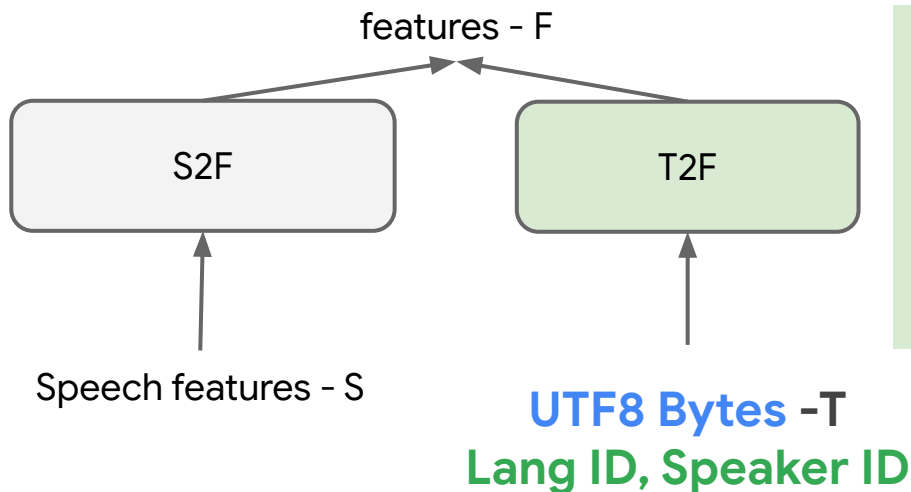 features - F
S2F
T2F
Speech features - S
UTF8 Bytes -T
Lang ID, Speaker ID